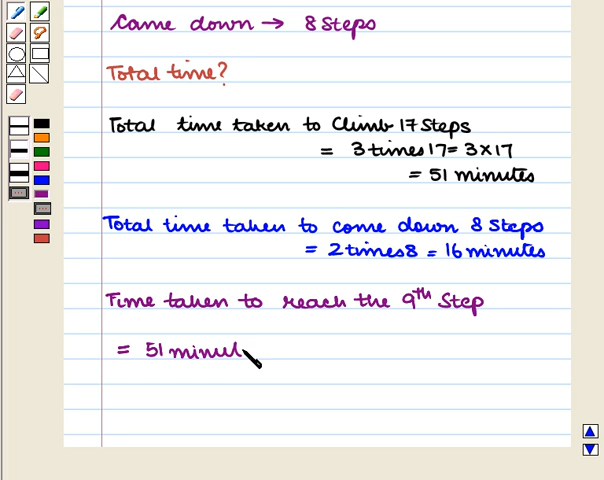 Came down → 8 Steps
Total time?
Total time taken to Climb 17 Steps
= 3 times 17 = 3 × 17
= 51 minutes
Total time taken to come down 8 Steps
= 2 times 8 = 16 minutes
Time taken to reach the 9th Step
= 51 minut